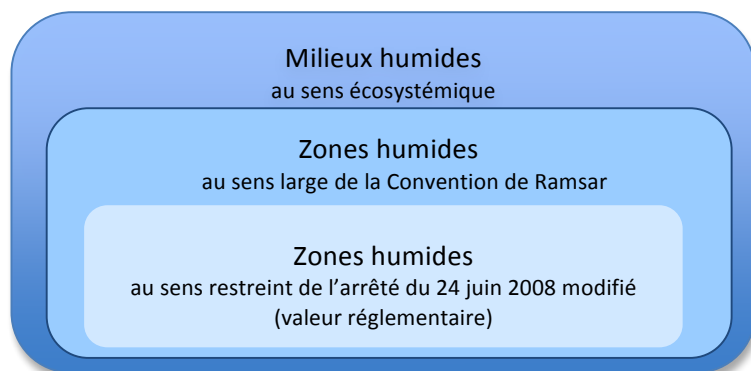 Milieux humides
au sens écosystémique
Zones humides
au sens large de la Convention de Ramsar
Zones humides
au sens restreint de l’arrêté du 24 juin 2008 modifié
(valeur réglementaire)